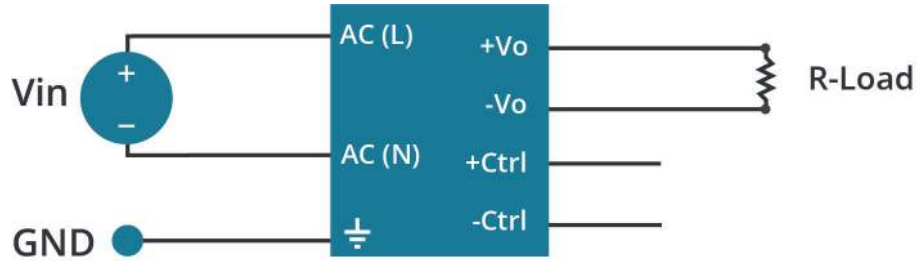 Vin
+
−
GND
AC (L)
AC (N)
+Vo
-Vo
+Ctrl
-Ctrl
R-Load